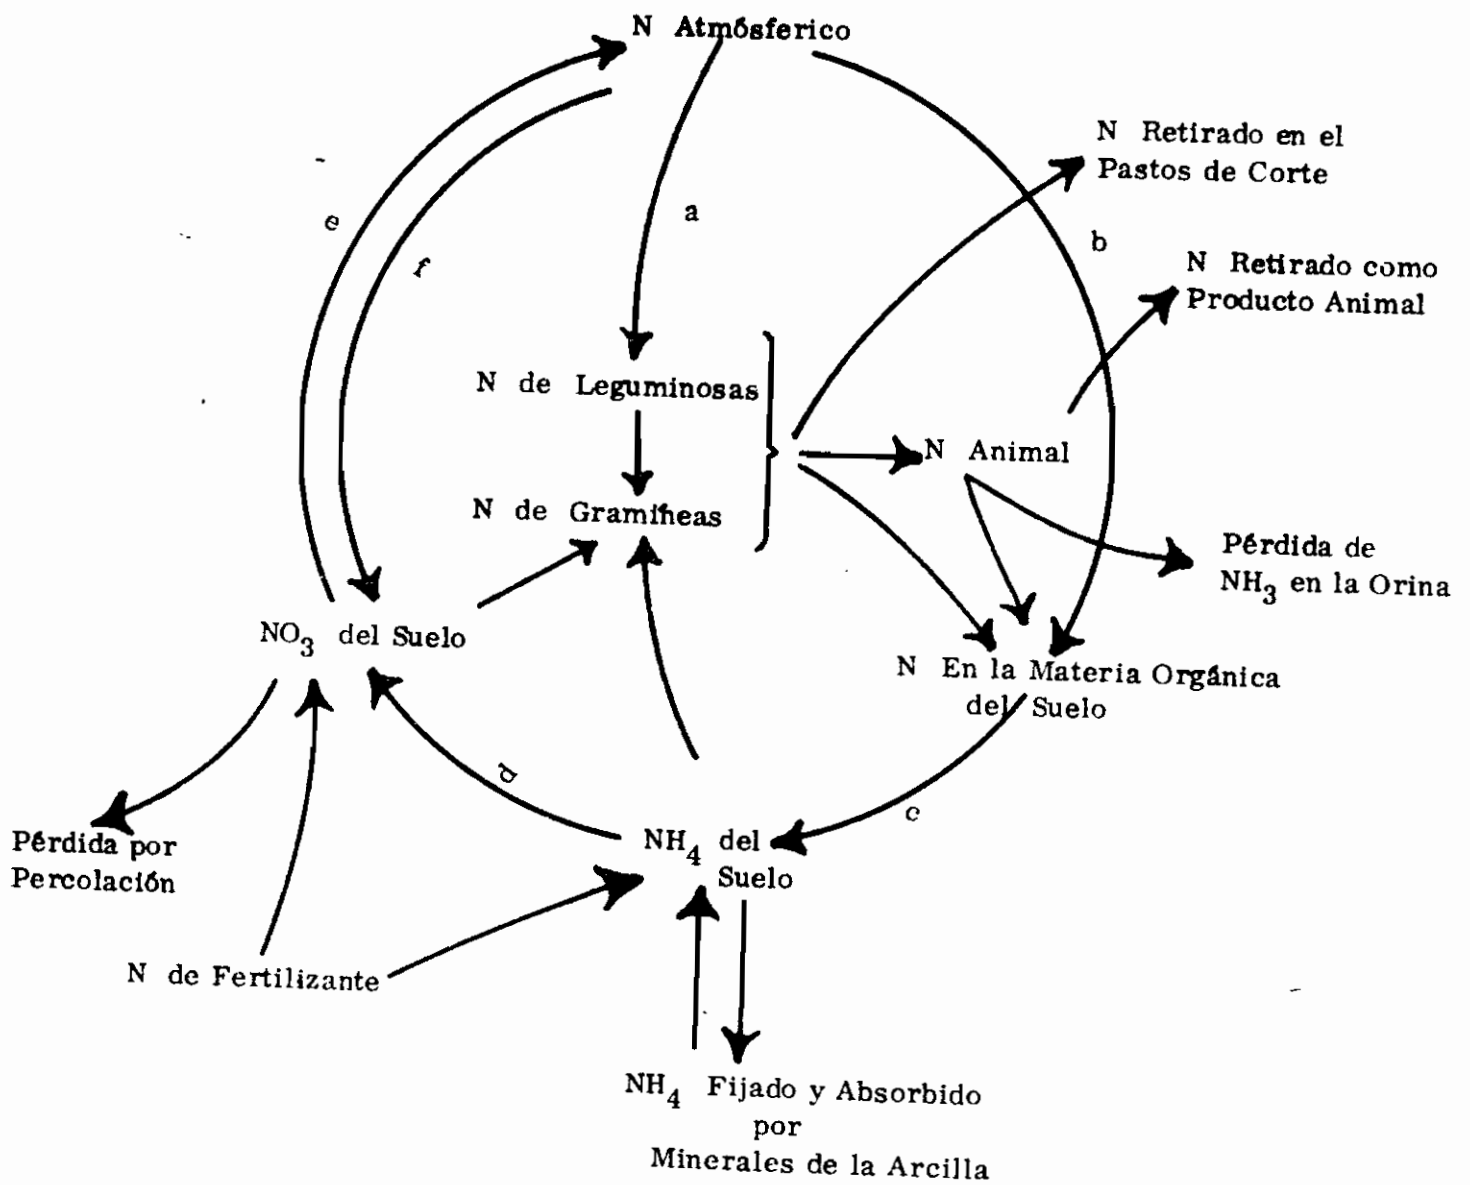 N Atmósferico
N Retirado en el
Pastos de Corte
e
a
b
f
N Retirado como
Producto Animal
N de Leguminosas
N Animal
N de Gramíneas
Pérdida de
NH3 en la Orina
NO3 del Suelo
N En la Materia Orgánica
del Suelo
d
c
Pérdida por
Percolación
NH4 del
Suelo
N de Fertilizante
NH4 Fijado y Absorbido
por
Minerales de la Arcilla